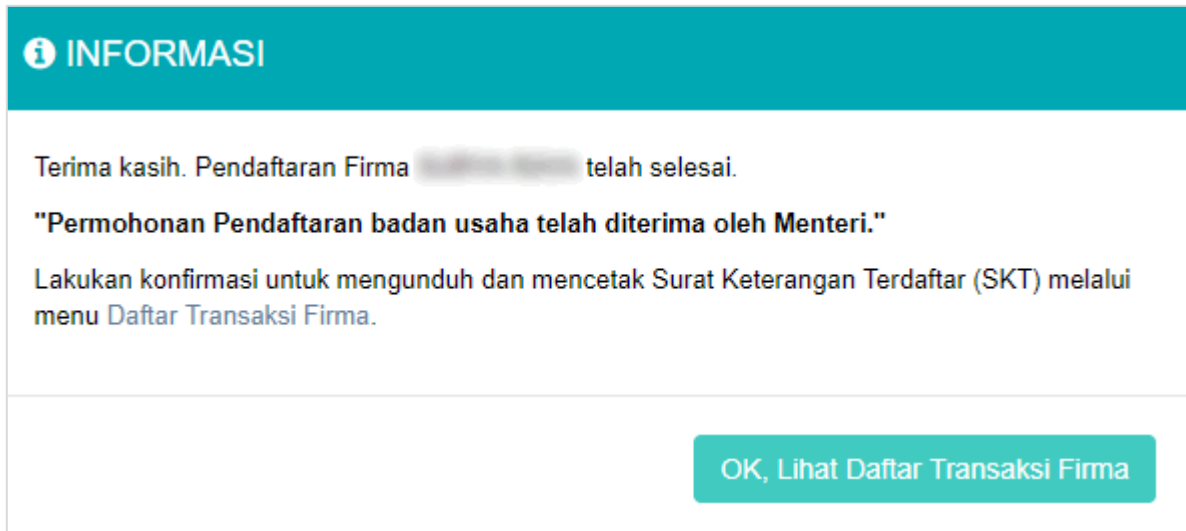 INFORMASI
Terima kasih. Pendaftaran Firma telah selesai.
"Permohonan Pendaftaran badan usaha telah diterima oleh Menteri."
Lakukan konfirmasi untuk mengunduh dan mencetak Surat Keterangan Terdaftar (SKT) melalui
menu Daftar Transaksi Firma.
OK, Lihat Daftar Transaksi Firma